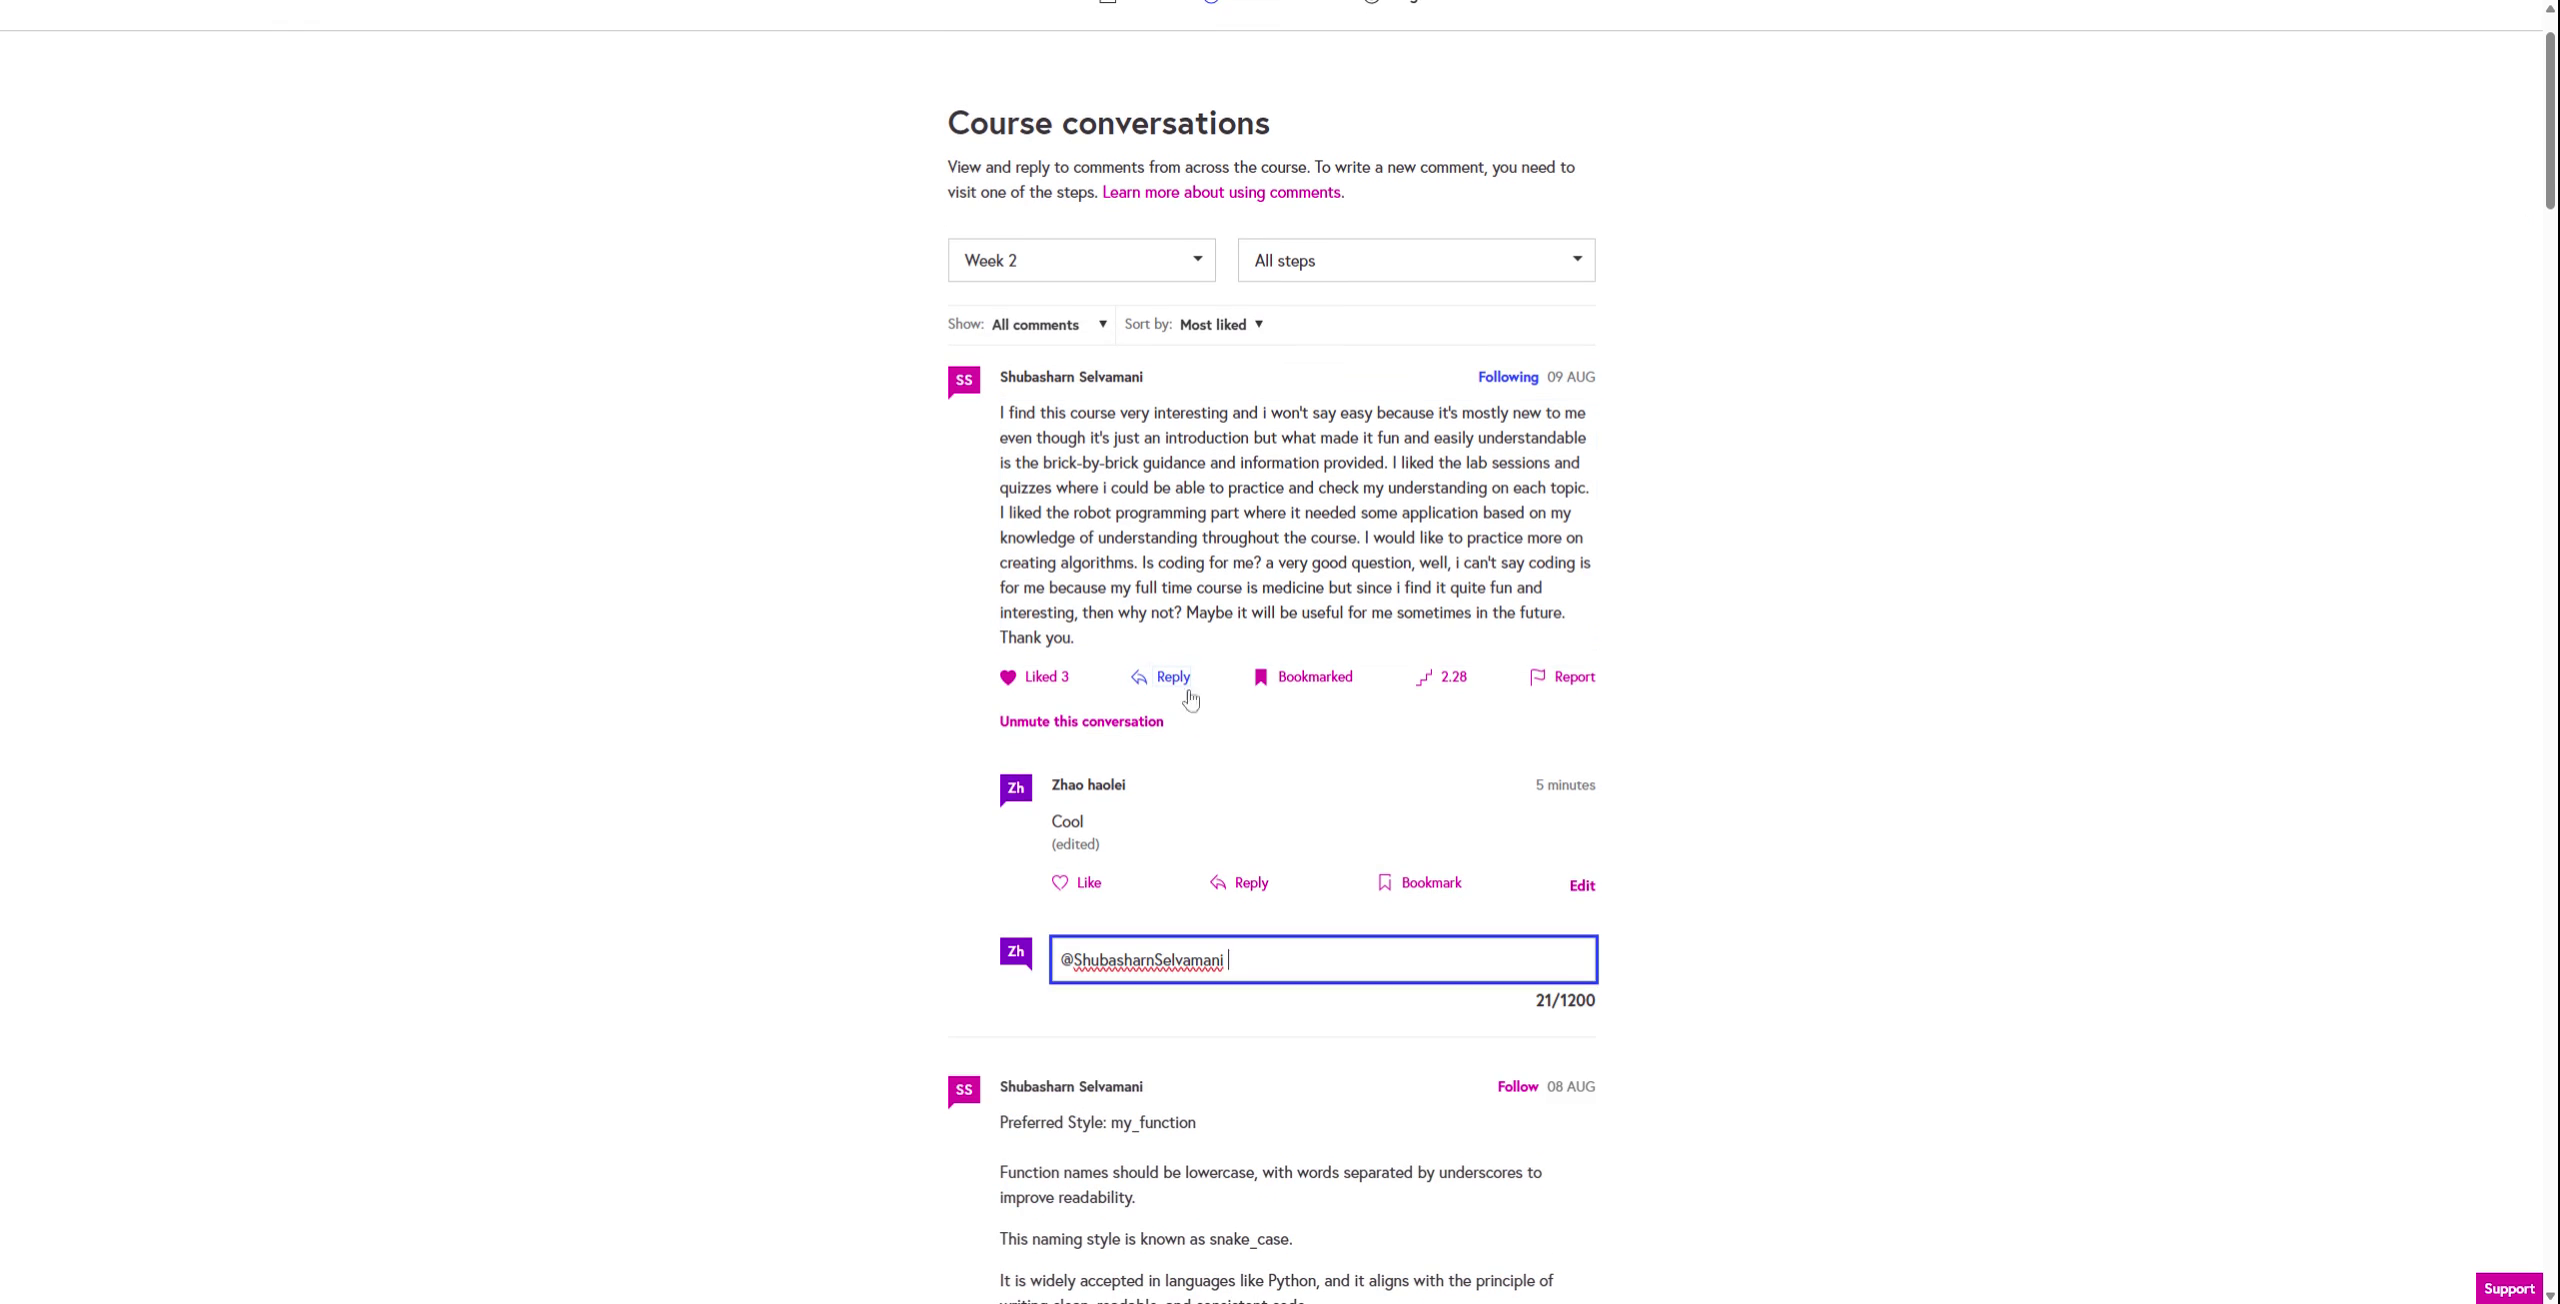 Course conversations
View and reply to comments from across the course. To write a new comment, you need to
visit one of the steps. Learn more about using comments.
Week 2
All steps
Show: All comments
Sort by: Most liked
SS
Shubasharn Selvamani
Following 09 AUG
I find this course very interesting and i won't say easy because it's mostly new to me
even though it's just an introduction but what made it fun and easily understandable
is the brick-by-brick guidance and information provided. I liked the lab sessions and
quizzes where i could be able to practice and check my understanding on each topic.
I liked the robot programming part where it needed some application based on my
knowledge of understanding throughout the course. I would like to practice more on
creating algorithms. Is coding for me? a very good question, well, i can't say coding is
for me because my full time course is medicine but since i find it quite fun and
interesting, then why not? Maybe it will be useful for me sometimes in the future.
Thank you.
Liked 3
Reply
Bookmarked
2.28
Report
Unmute this conversation
Zh
Zhao haolei
5 minutes
Cool
(edited)
Like
Reply
Bookmark
Edit
Zh
@ShubasharnSelvamani
21/1200
SS
Shubasharn Selvamani
Follow 08 AUG
Preferred Style: my_function
Function names should be lowercase, with words separated by underscores to
improve readability.
This naming style is known as snake_case.
It is widely accepted in languages like Python, and it aligns with the principle of
Support